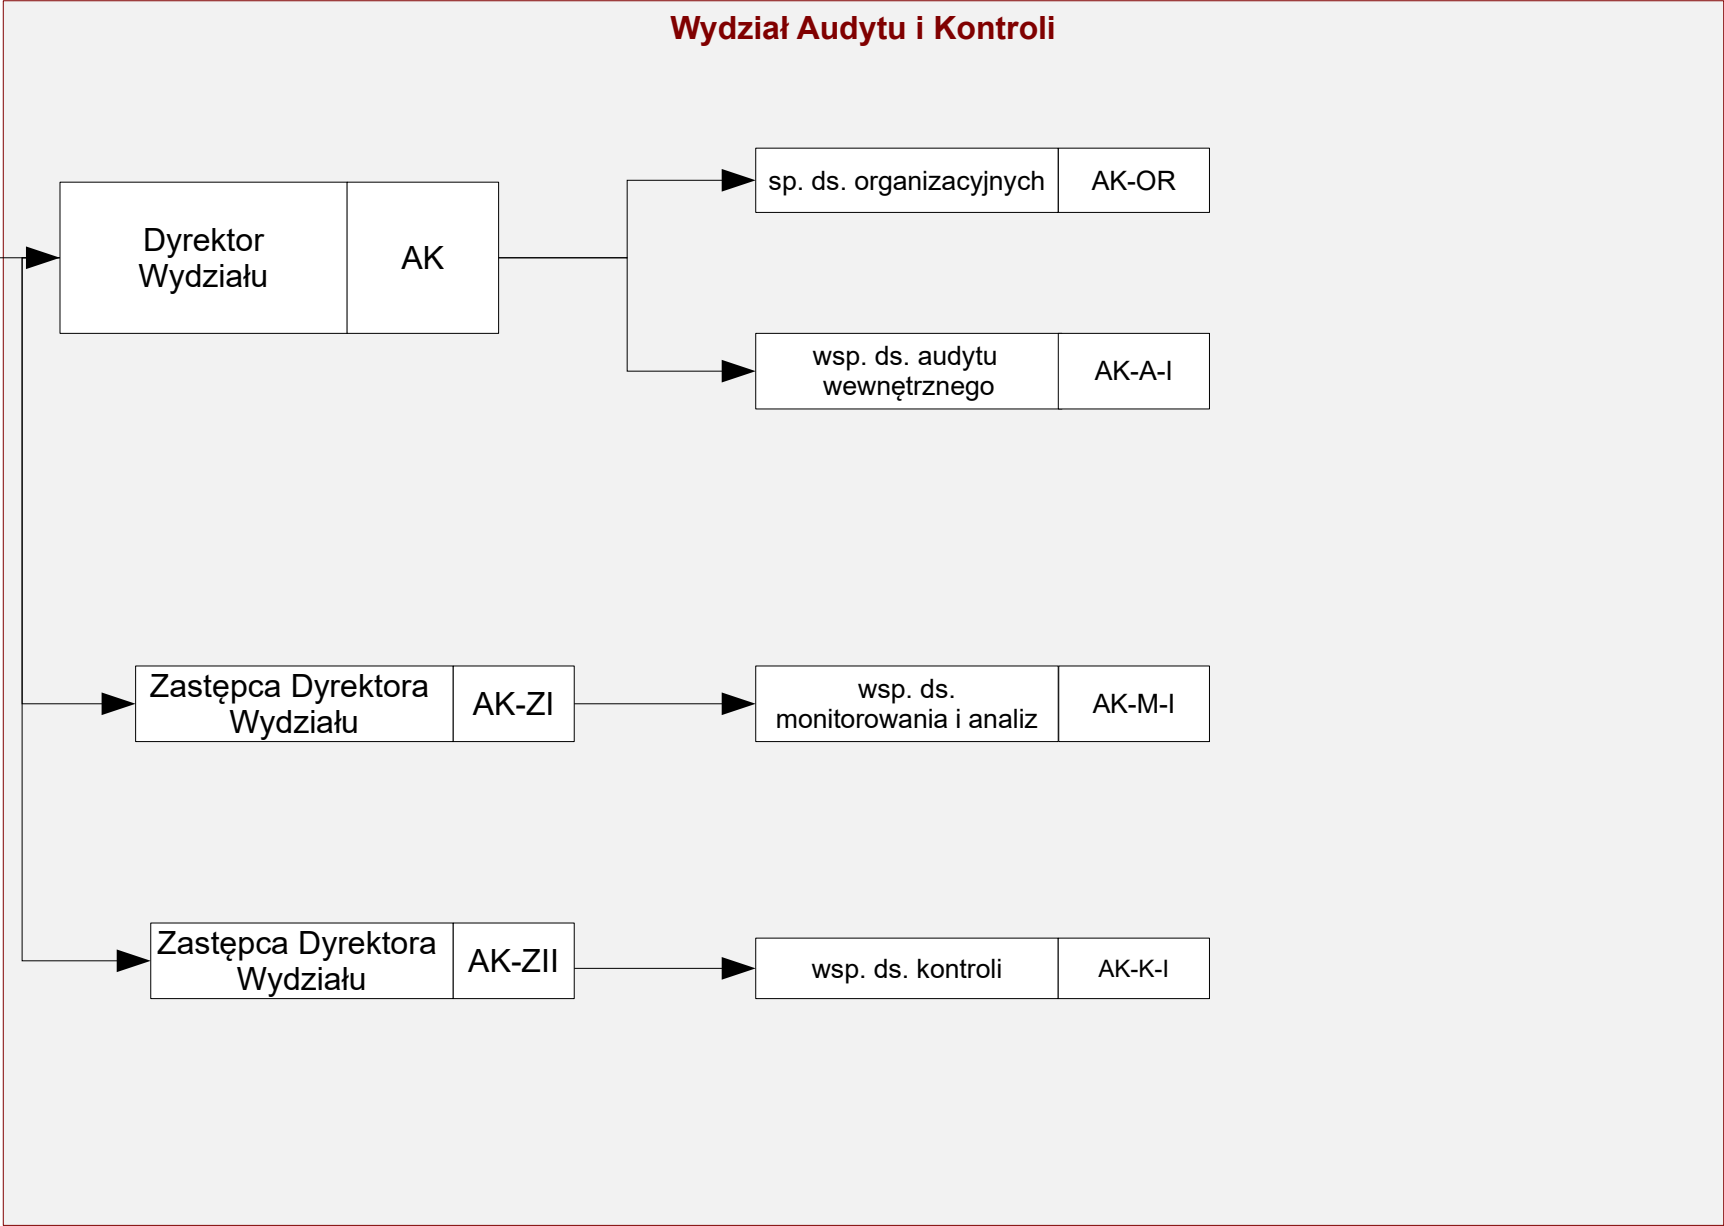 Wydział Audytu i Kontroli
Dyrektor
Wydziału
AK
sp. ds. organizacyjnych
AK-OR
wsp. ds. audytu
wewnętrznego
AK-A-I
Zastępca Dyrektora
Wydziału
AK-ZI
wsp. ds.
monitorowania i analiz
AK-M-I
Zastępca Dyrektora
Wydziału
AK-ZII
wsp. ds. kontroli
AK-K-I